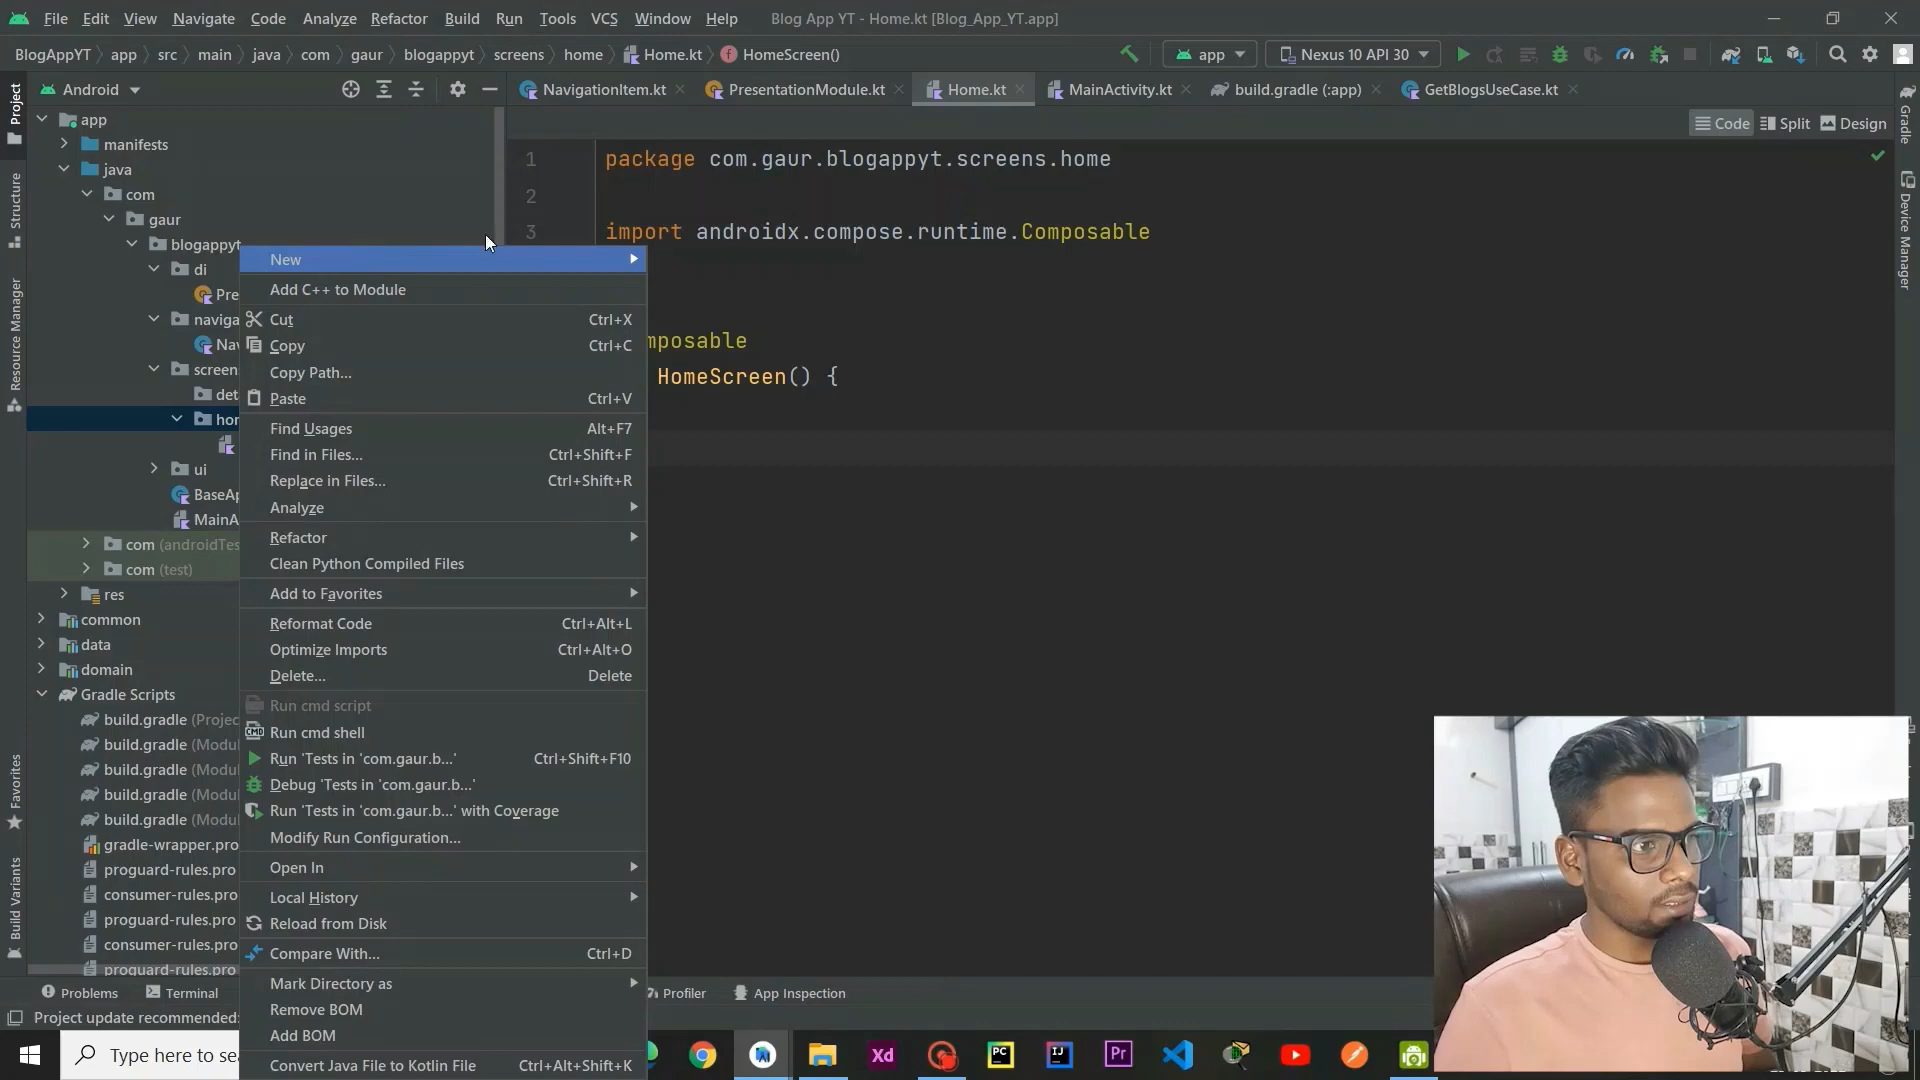 File Edit View Navigate Code Analyze Refactor Build Run Tools VCS Window Help Blog App YT - Home.kt [Blog_App_YT.app]
BlogAppYT app src main java com gaur blogappyt screens home Home.kt HomeScreen() app Nexus 10 API 30
Android NavigationItem.kt PresentationModule.kt Home.kt MainActivity.kt build.gradle (:app) GetBlogsUseCase.kt
Code Split Design
Project
Structure
Resource Manager
Favorites
Build Variants
app
manifests
java
com
gaur
blogappyt
di
Pre
naviga
Nav
screen
det
hor
ui
BaseAp
MainA
com (androidTes
com (test)
res
common
data
domain
Gradle Scripts
build.gradle (Projec
build.gradle (Modul
build.gradle (Modul
build.gradle (Modul
build.gradle (Modul
gradle-wrapper.pro
proguard-rules.pro
consumer-rules.pro
proguard-rules.pro
consumer-rules.pro
proguard-rules.pro
New
Add C++ to Module
Cut Ctrl+X
Copy Ctrl+C
Copy Path...
Paste Ctrl+V
Find Usages Alt+F7
Find in Files... Ctrl+Shift+F
Replace in Files... Ctrl+Shift+R
Analyze
Refactor
Clean Python Compiled Files
Add to Favorites
Reformat Code Ctrl+Alt+L
Optimize Imports Ctrl+Alt+O
Delete... Delete
Run cmd script
Run cmd shell
Run 'Tests in 'com.gaur.b...' Ctrl+Shift+F10
Debug 'Tests in 'com.gaur.b...'
Run 'Tests in 'com.gaur.b...' with Coverage
Modify Run Configuration...
Open In
Local History
Reload from Disk
Compare With... Ctrl+D
Mark Directory as
Remove BOM
Add BOM
Convert Java File to Kotlin File Ctrl+Alt+Shift+K
1 package com.gaur.blogappyt.screens.home
2
3 import androidx.compose.runtime.Composable
mposable
HomeScreen() {
Gradle
Device Manager
Problems Terminal Profiler App Inspection
Project update recommended:
Type here to sea
Xd PC IJ Pr